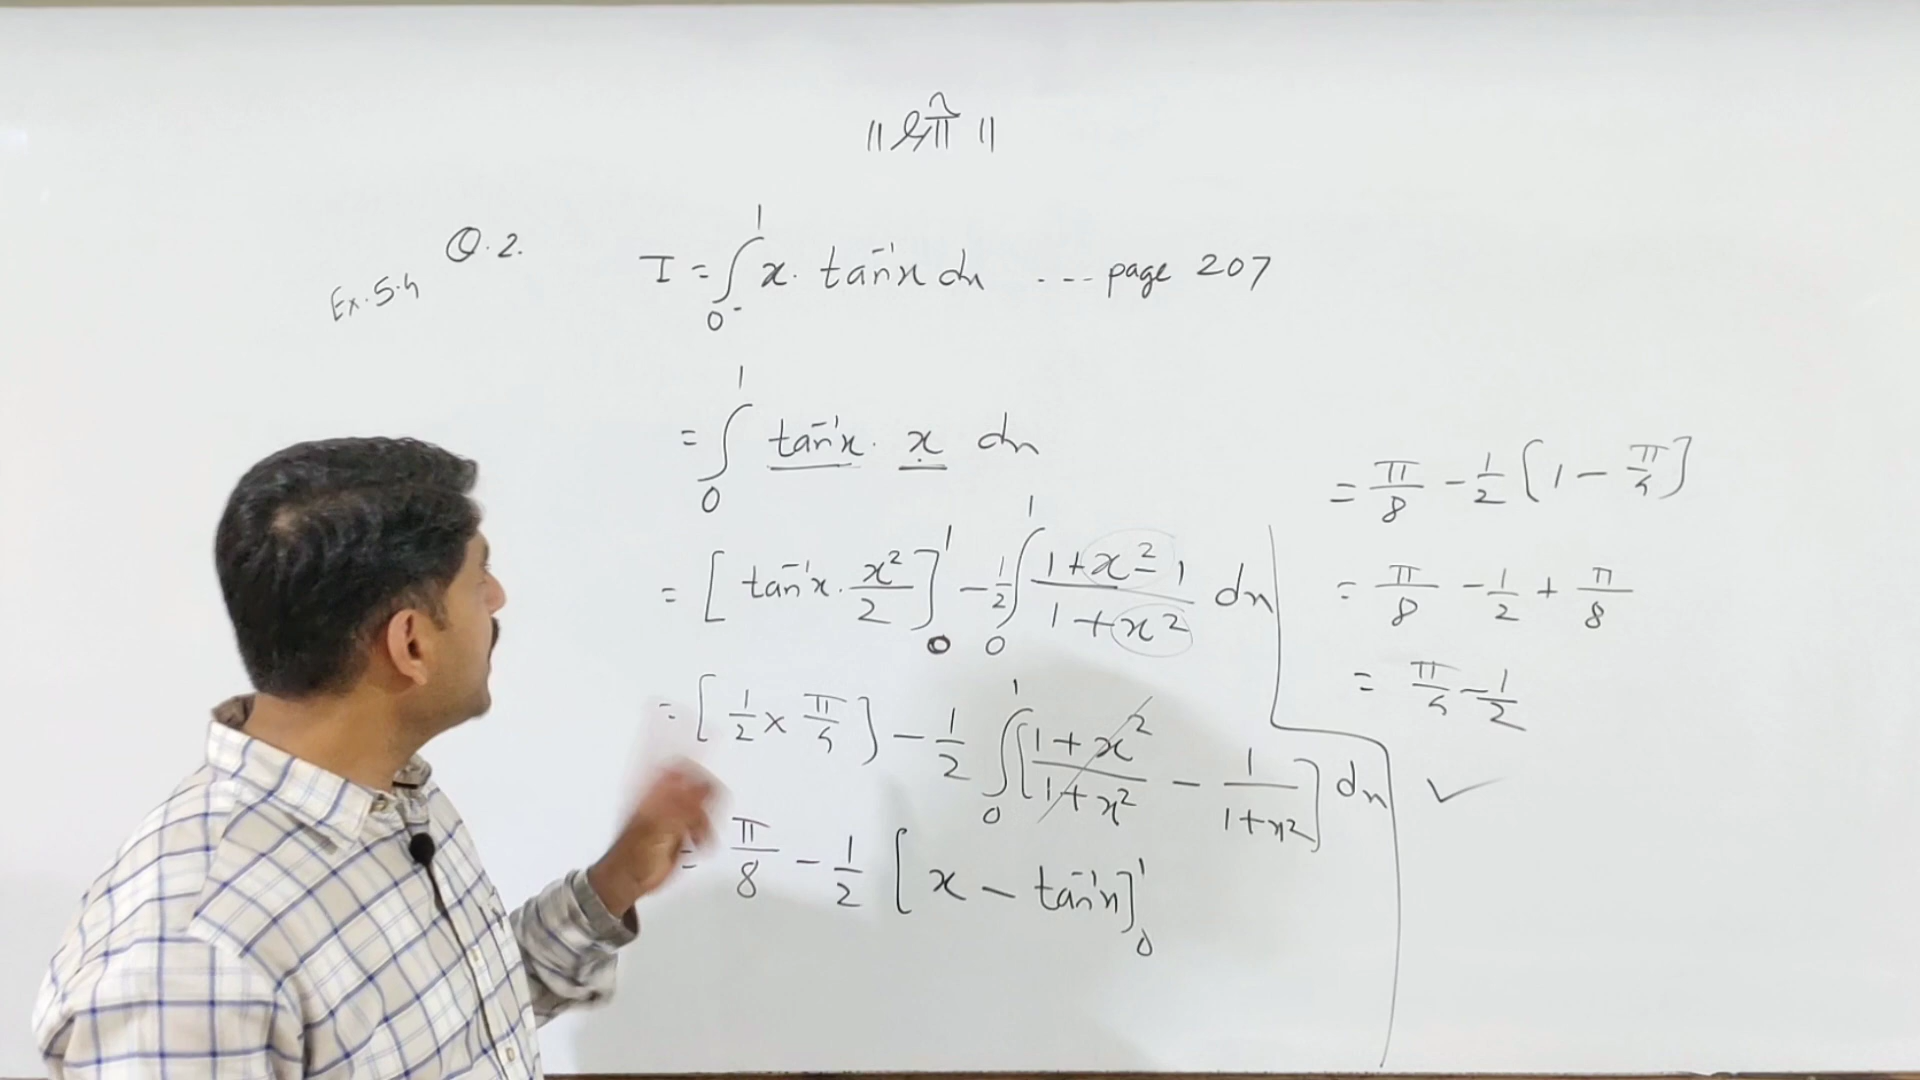 ॥ श्री ॥
Q.2. I = ∫₀¹ x. tan⁻¹x dx ... page 207
Ex. 5.4
= ∫₀¹ tan⁻¹x . x dx
= [tan⁻¹x . x²/2]₀¹ - 1/2 ∫₀¹ (1+x²-1)/(1+x²) dx
= [1/2 × π/4] - 1/2 ∫₀¹ [(1+x²)/(1+x²) - 1/(1+x²)] dx
= π/8 - 1/2 [x - tan⁻¹x]₀¹
= π/8 - 1/2 [1 - π/4]
= π/8 - 1/2 + π/8
= π/4 - 1/2
✓